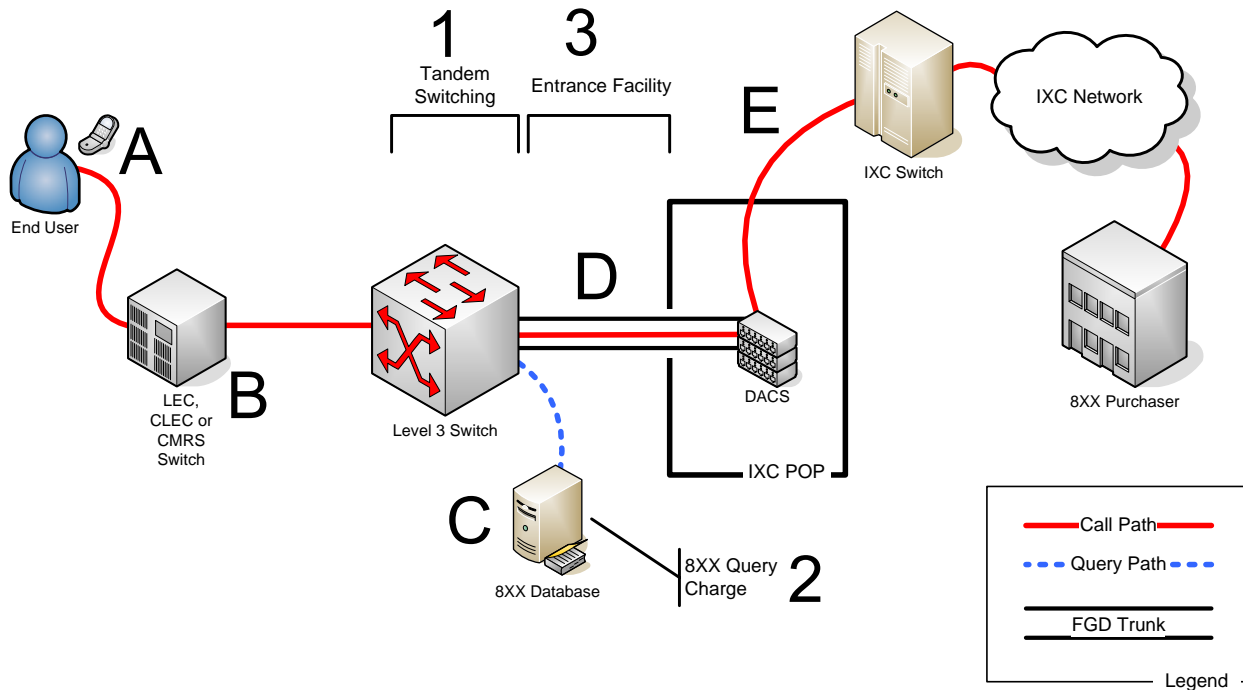 1
3
Tandem
Switching
Entrance Facility
A
End User
E
IXC Switch
IXC Network
D
B
LEC,
CLEC or
CMRS
Switch
Level 3 Switch
DACS
8XX Purchaser
IXC POP
C
8XX Database
8XX Query
Charge
2
Call Path
Query Path
FGD Trunk
Legend